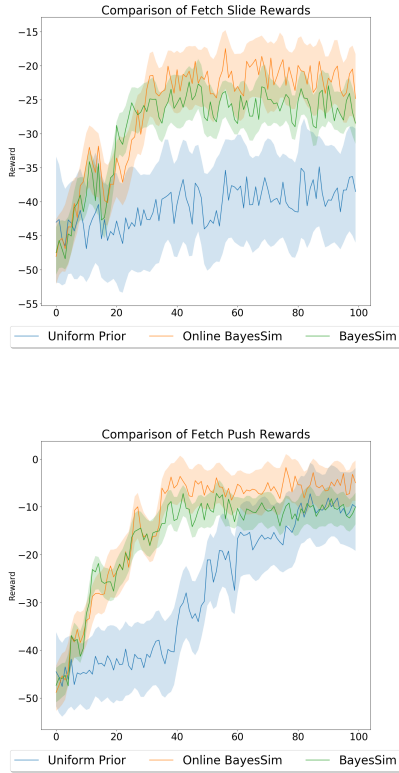 Comparison of Fetch Slide Rewards
−15
−20
−25
−30
−35
−40
−45
−50
−55
Reward
0 20 40 60 80 100
Uniform Prior Online BayesSim BayesSim
Comparison of Fetch Push Rewards
0
−10
−20
−30
−40
−50
Reward
0 20 40 60 80 100
Uniform Prior Online BayesSim BayesSim